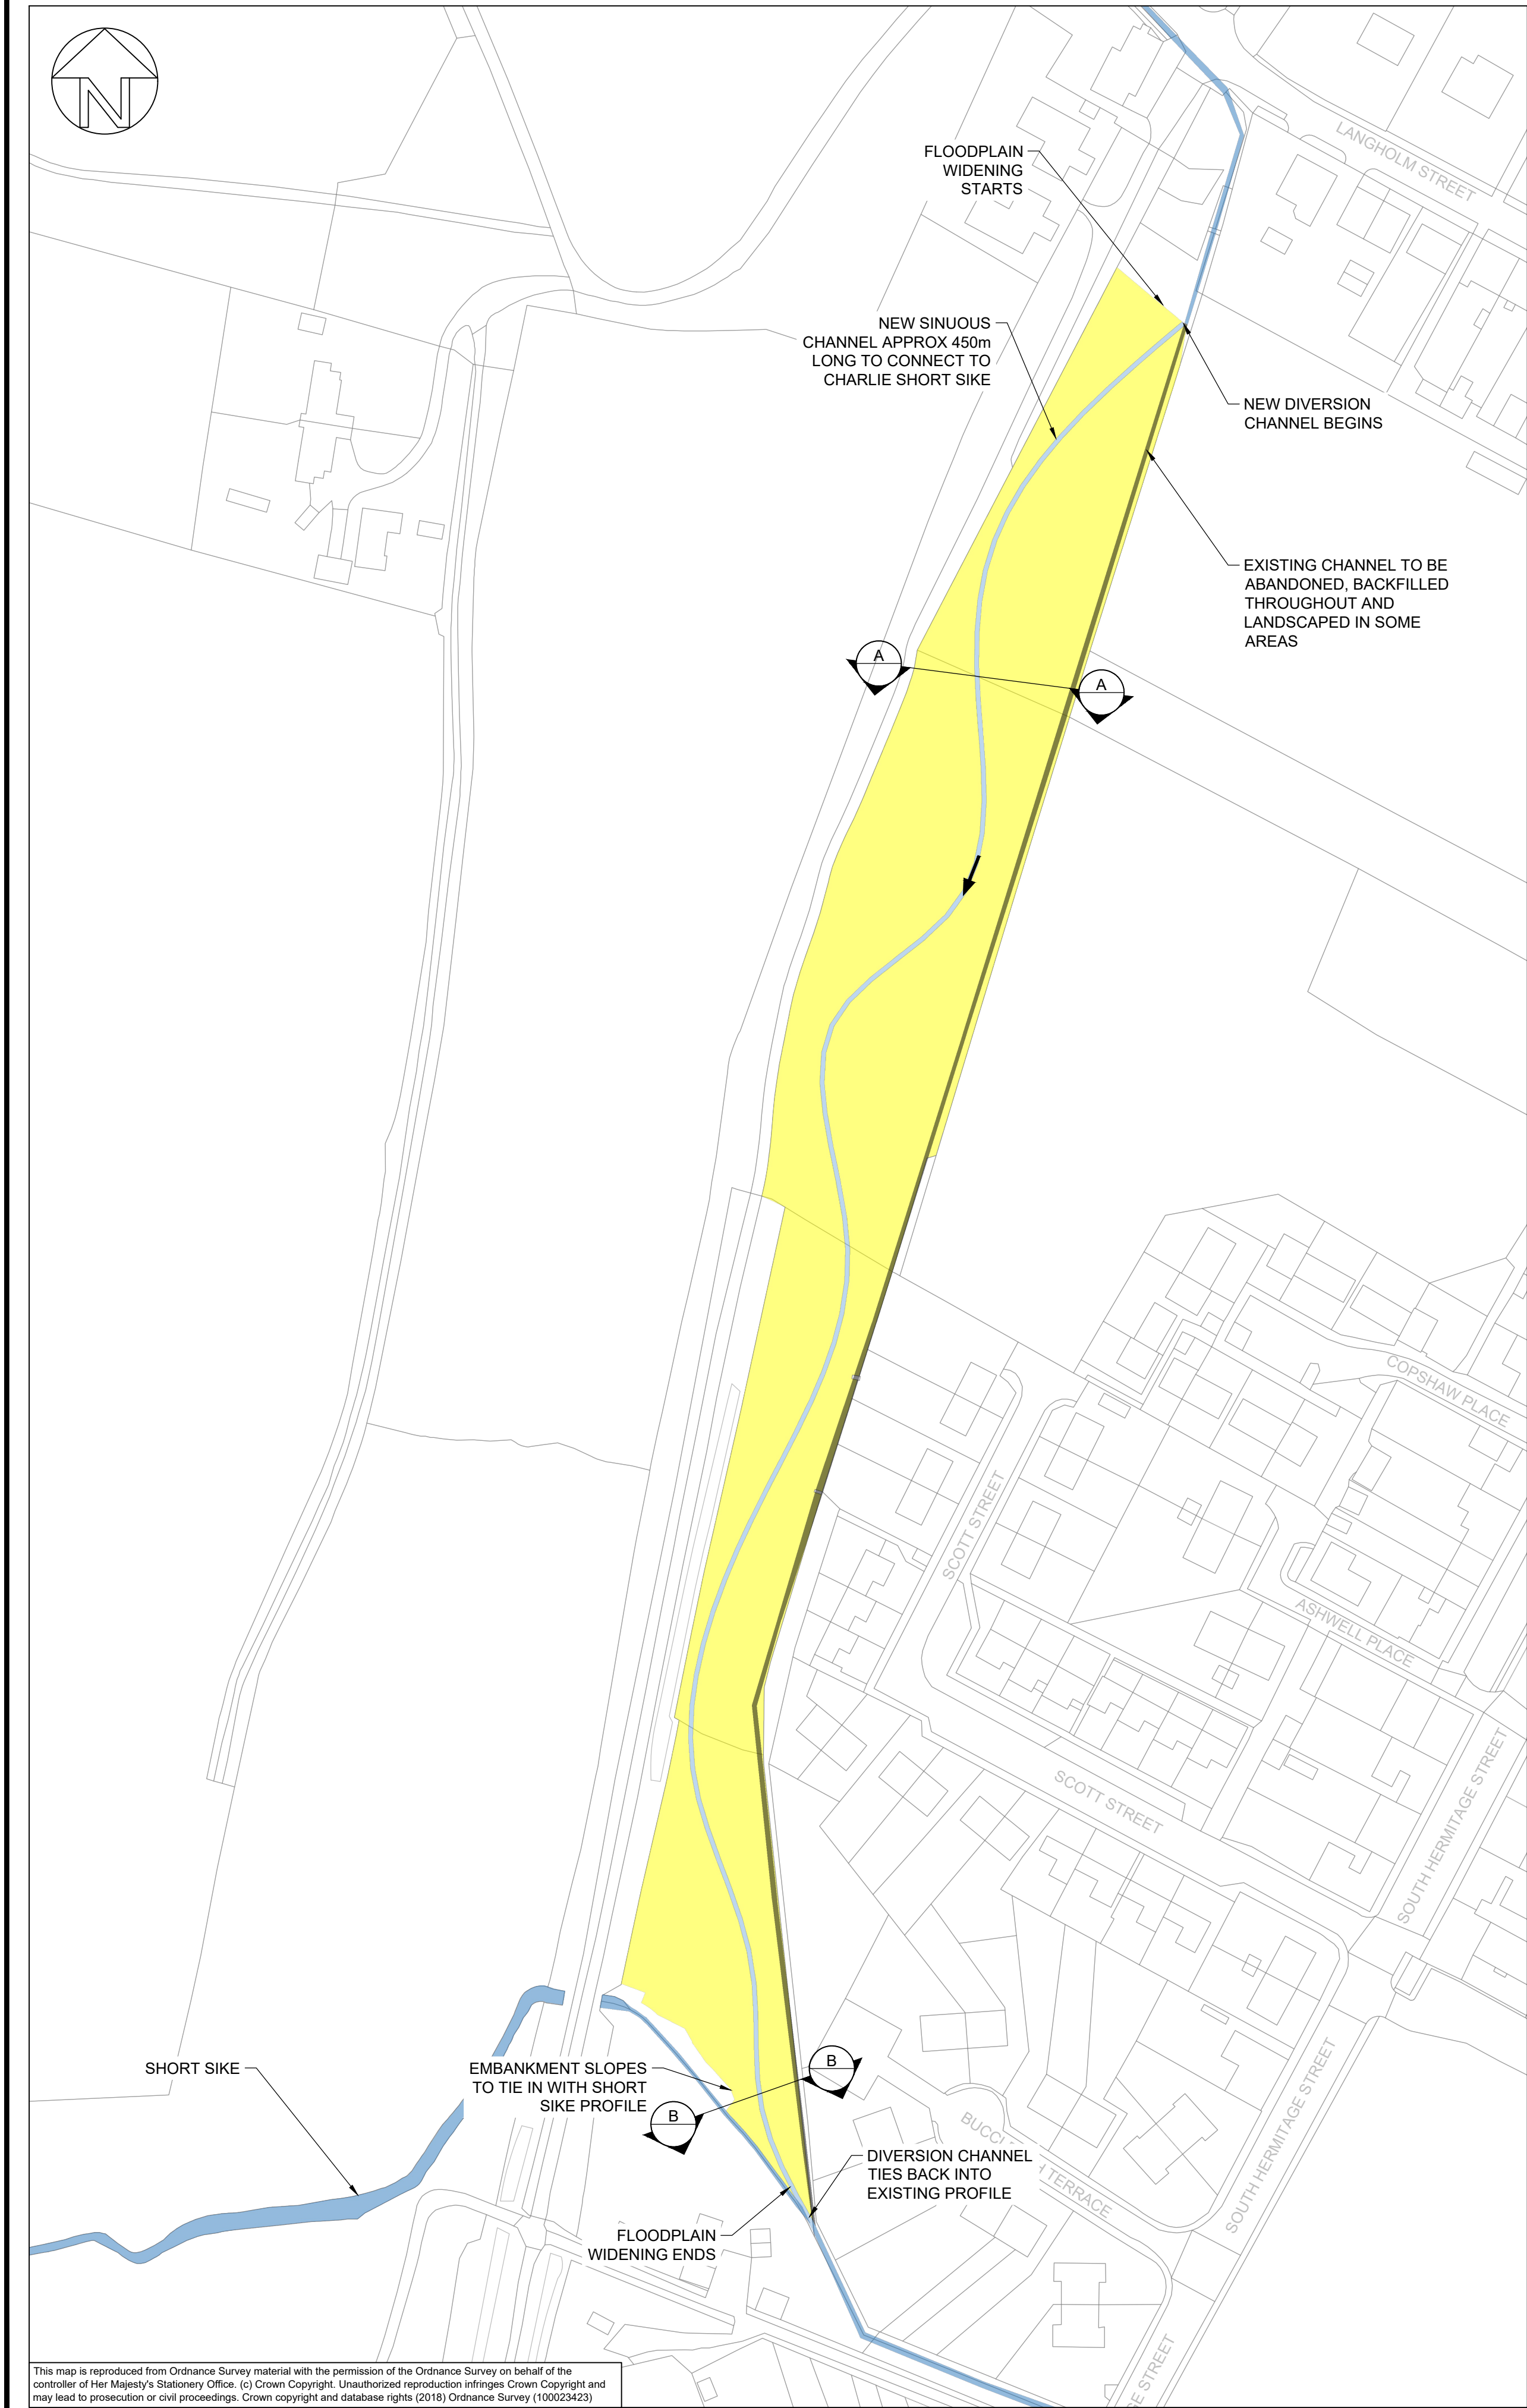 N
LANGHOLM STREET
FLOODPLAIN
WIDENING
STARTS
NEW SINUOUS
CHANNEL APPROX 450m
LONG TO CONNECT TO
CHARLIE SHORT SIKE
NEW DIVERSION
CHANNEL BEGINS
EXISTING CHANNEL TO BE
ABANDONED, BACKFILLED
THROUGHOUT AND
LANDSCAPED IN SOME
AREAS
A
A
COPSHAW PLACE
SCOTT STREET
ASHWELL PLACE
SCOTT STREET
SOUTH HERMITAGE STREET
SHORT SIKE
EMBANKMENT SLOPES
TO TIE IN WITH SHORT
SIKE PROFILE
B
B
SOUTH HERMITAGE STREET
TERRACE
DIVERSION CHANNEL
TIES BACK INTO
EXISTING PROFILE
FLOODPLAIN
WIDENING ENDS
STREET
This map is reproduced from Ordnance Survey material with the permission of the Ordnance Survey on behalf of the
controller of Her Majesty's Stationery Office. (c) Crown Copyright. Unauthorized reproduction infringes Crown Copyright and
may lead to prosecution or civil proceedings. Crown copyright and database rights (2018) Ordnance Survey (100023423)